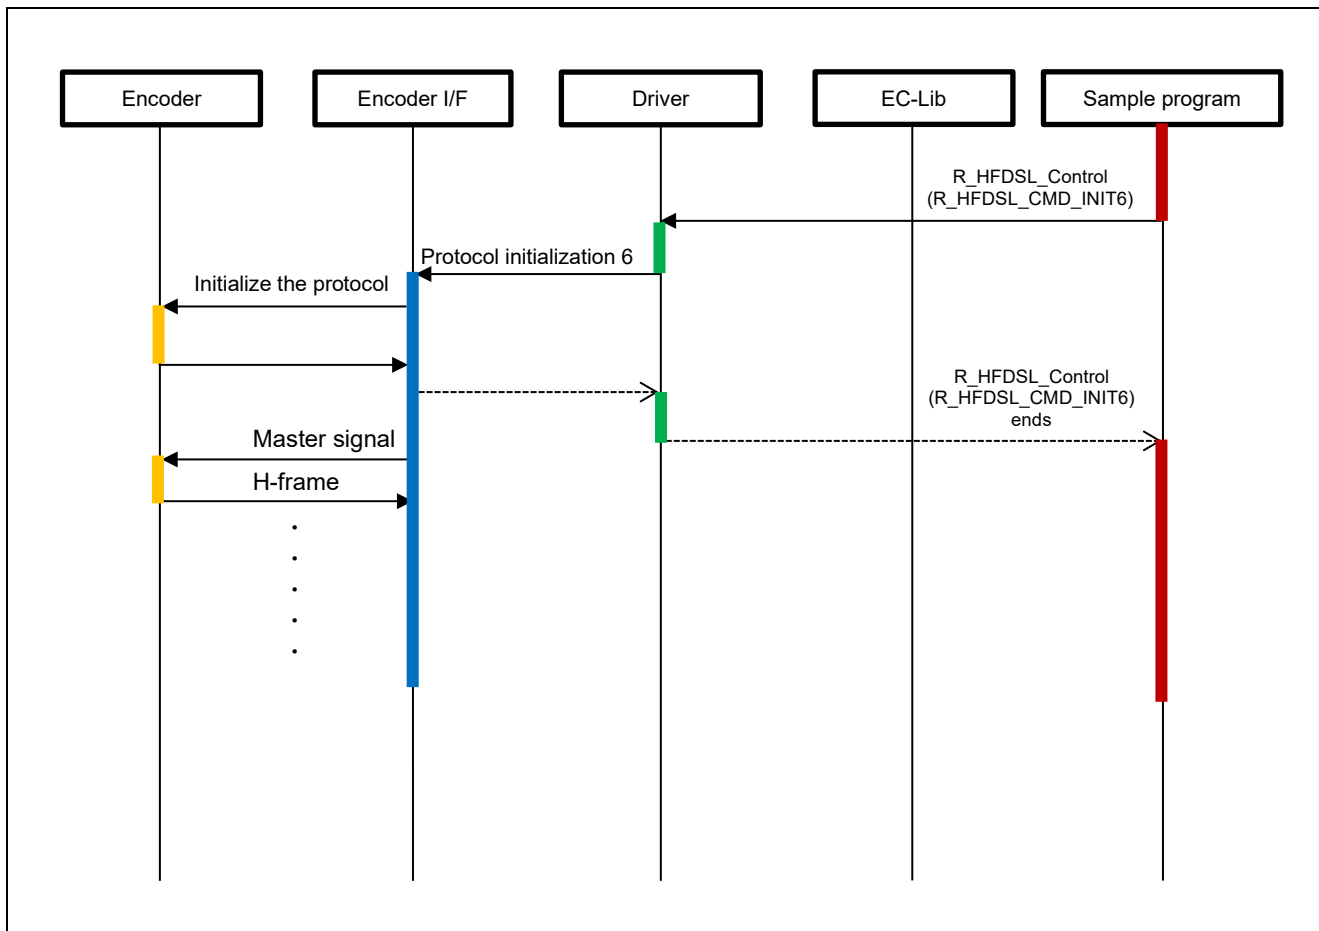 Encoder
Encoder I/F
Driver
EC-Lib
Sample program
R_HFDSL_Control
(R_HFDSL_CMD_INIT6)
Protocol initialization 6
Initialize the protocol
R_HFDSL_Control
(R_HFDSL_CMD_INIT6)
ends
Master signal
H-frame